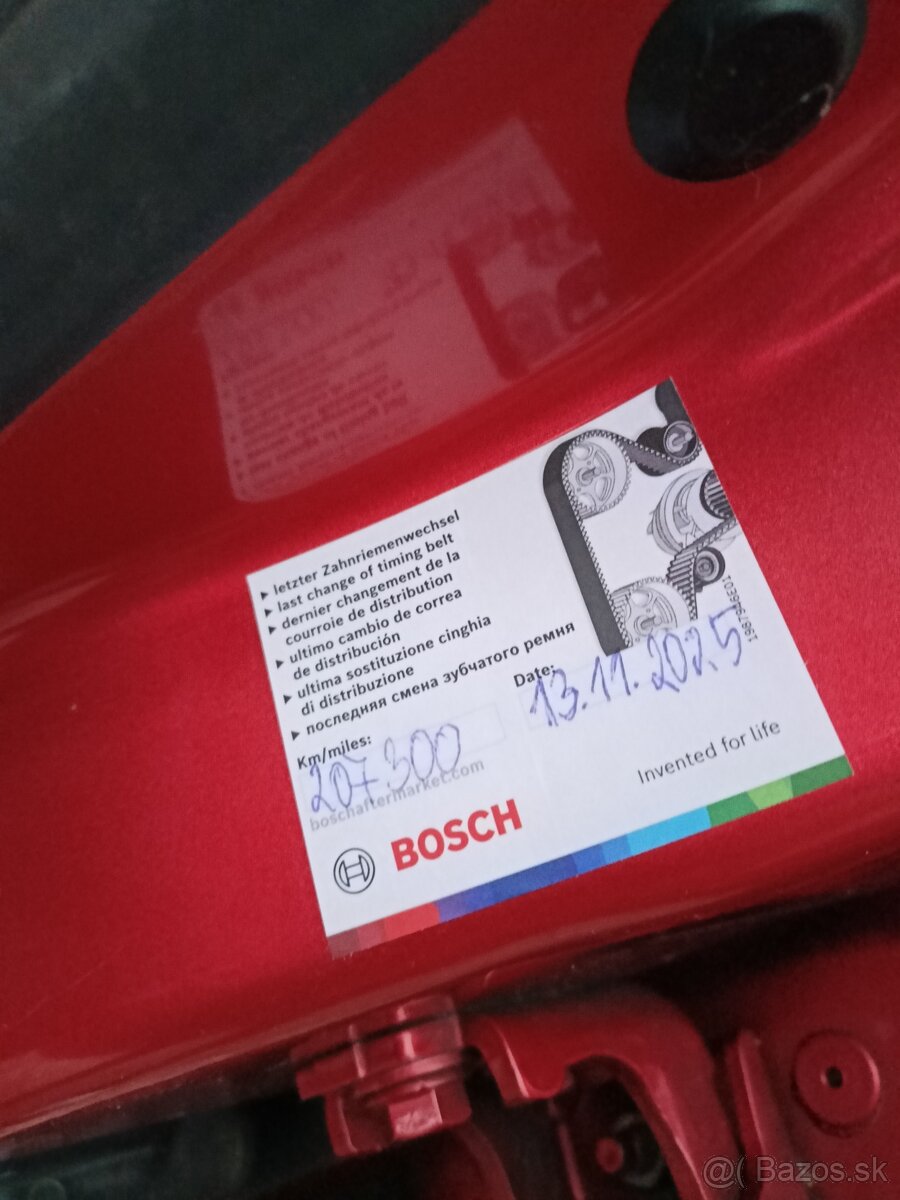 ▸ letzter Zahnriemenwechsel
▸ last change of timing belt
▸ dernier changement de la
courroie de distribution
▸ ultimo cambio de correa
de distribución
▸ ultima sostituzione cinghia
di distribuzione
▸ последняя смена зубчатого ремня
Km/miles:
207 300
Date:
13.11.2025
boschaftermarket.com
BOSCH
Invented for life
@( Bazos.sk